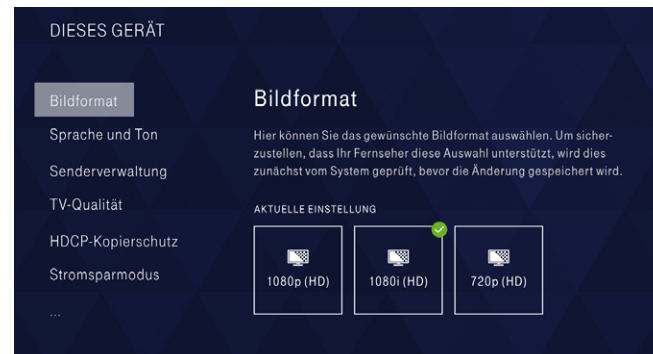 DIESES GERÄT
Bildformat
Sprache und Ton
Senderverwaltung
TV-Qualität
HDCP-Kopierschutz
Stromsparmodus
...
Bildformat
Hier können Sie das gewünschte Bildformat auswählen. Um sicher-
zustellen, dass Ihr Fernseher diese Auswahl unterstützt, wird dies
zunächst vom System geprüft, bevor die Änderung gespeichert wird.
AKTUELLE EINSTELLUNG
1080p (HD)
1080i (HD)
720p (HD)